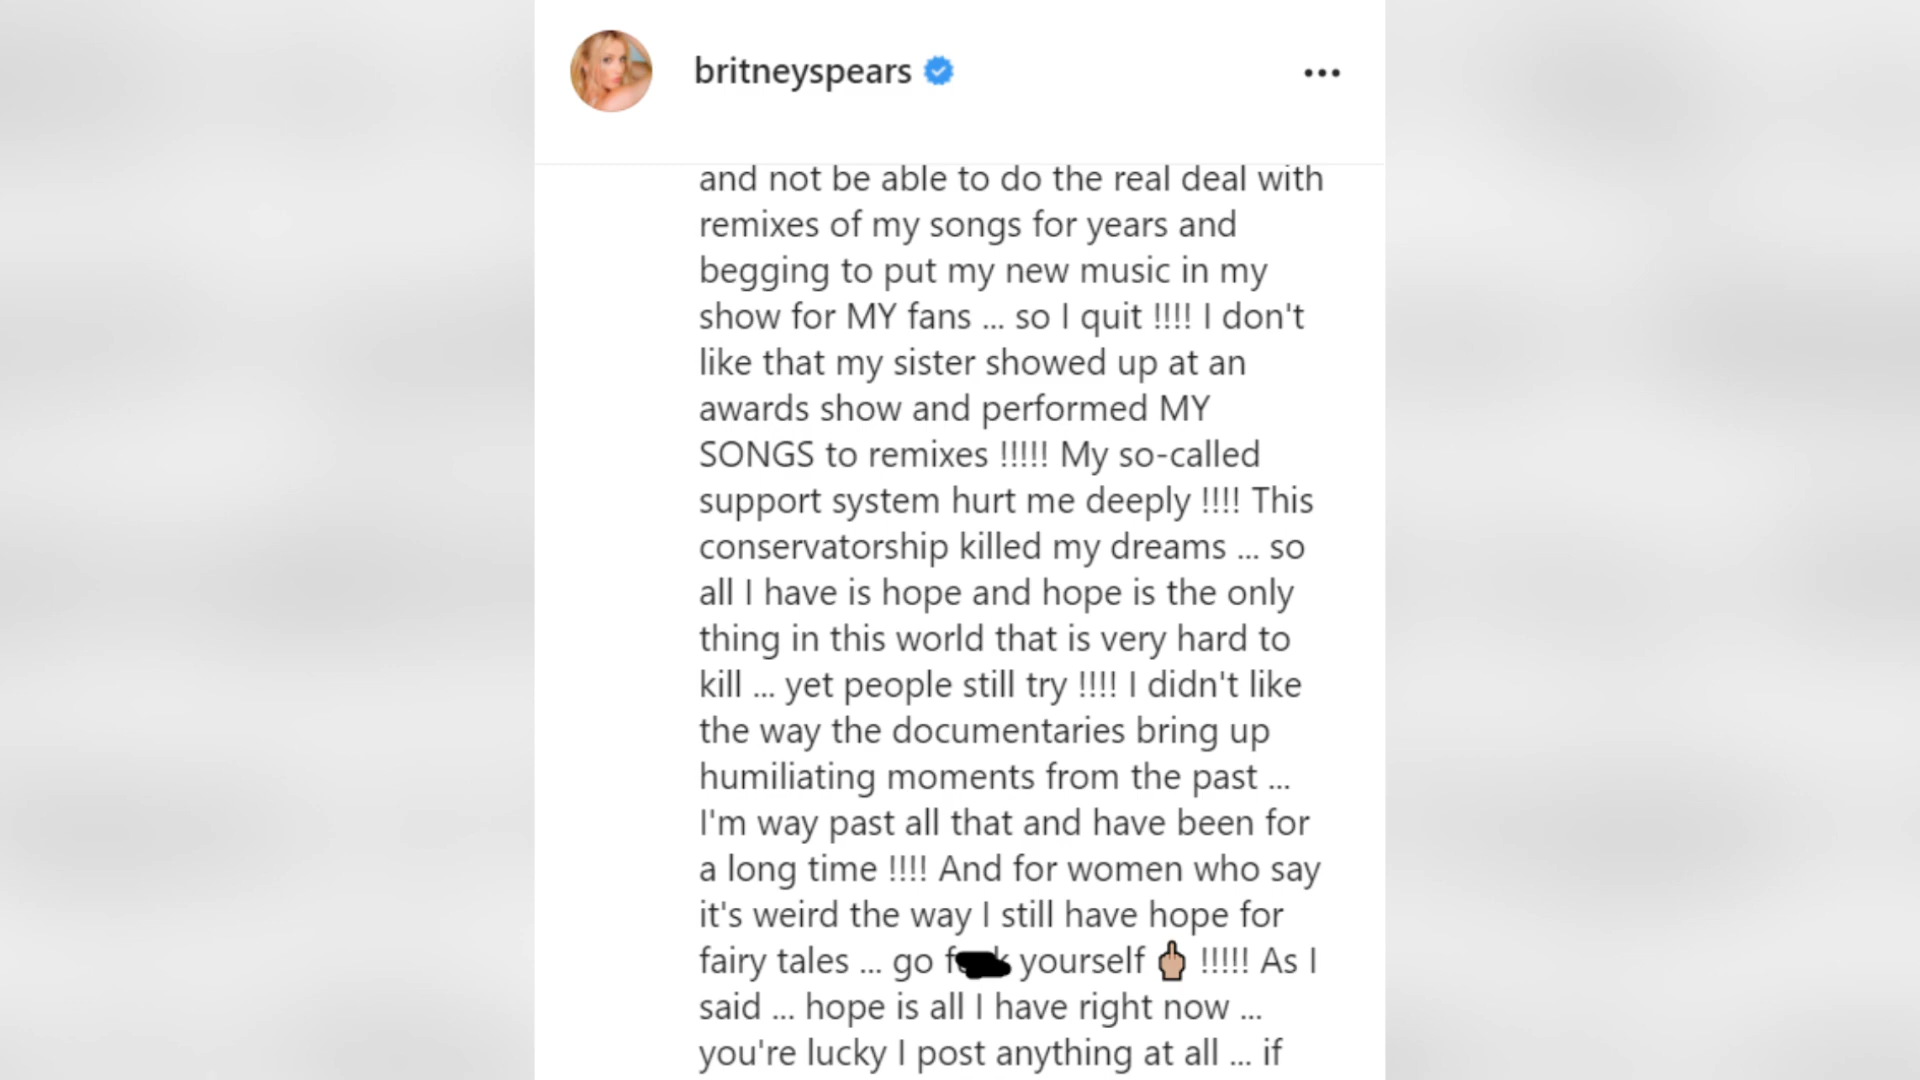 britneyspears
and not be able to do the real deal with
remixes of my songs for years and
begging to put my new music in my
show for MY fans ... so I quit !!!! I don't
like that my sister showed up at an
awards show and performed MY
SONGS to remixes !!!!! My so-called
support system hurt me deeply !!!! This
conservatorship killed my dreams ... so
all I have is hope and hope is the only
thing in this world that is very hard to
kill ... yet people still try !!!! I didn't like
the way the documentaries bring up
humiliating moments from the past ...
I'm way past all that and have been for
a long time !!!! And for women who say
it's weird the way I still have hope for
fairy tales ... go yourself 🖕🏼 !!!!! As I
said ... hope is all I have right now ...
you're lucky I post anything at all ... if